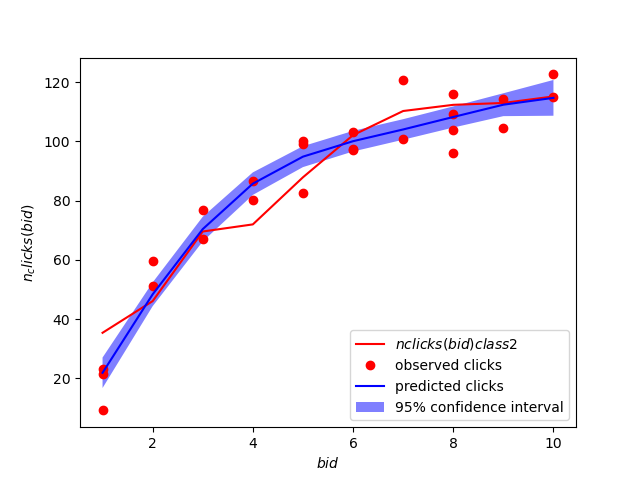 120
100
80
60
40
20
n_clicks(bid)
nclicks(bid)class2
observed clicks
predicted clicks
95% confidence interval
2
4
6
8
10
bid